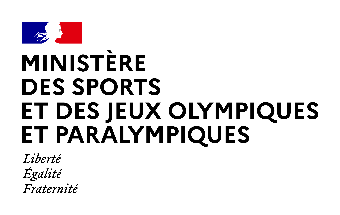 MINISTÈRE
DES SPORTS
ET DES JEUX OLYMPIQUES
ET PARALYMPIQUES
Liberté
Égalité
Fraternité